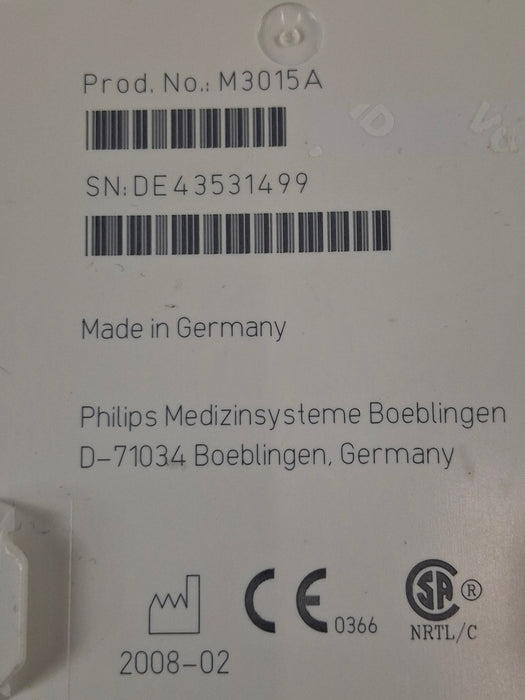 Prod. No.: M3015A
SN: DE43531499
Made in Germany
Philips Medizinsysteme Boeblingen
D-71034 Boeblingen, Germany
CE 0366
SA ®
NRTL/C
2008-02